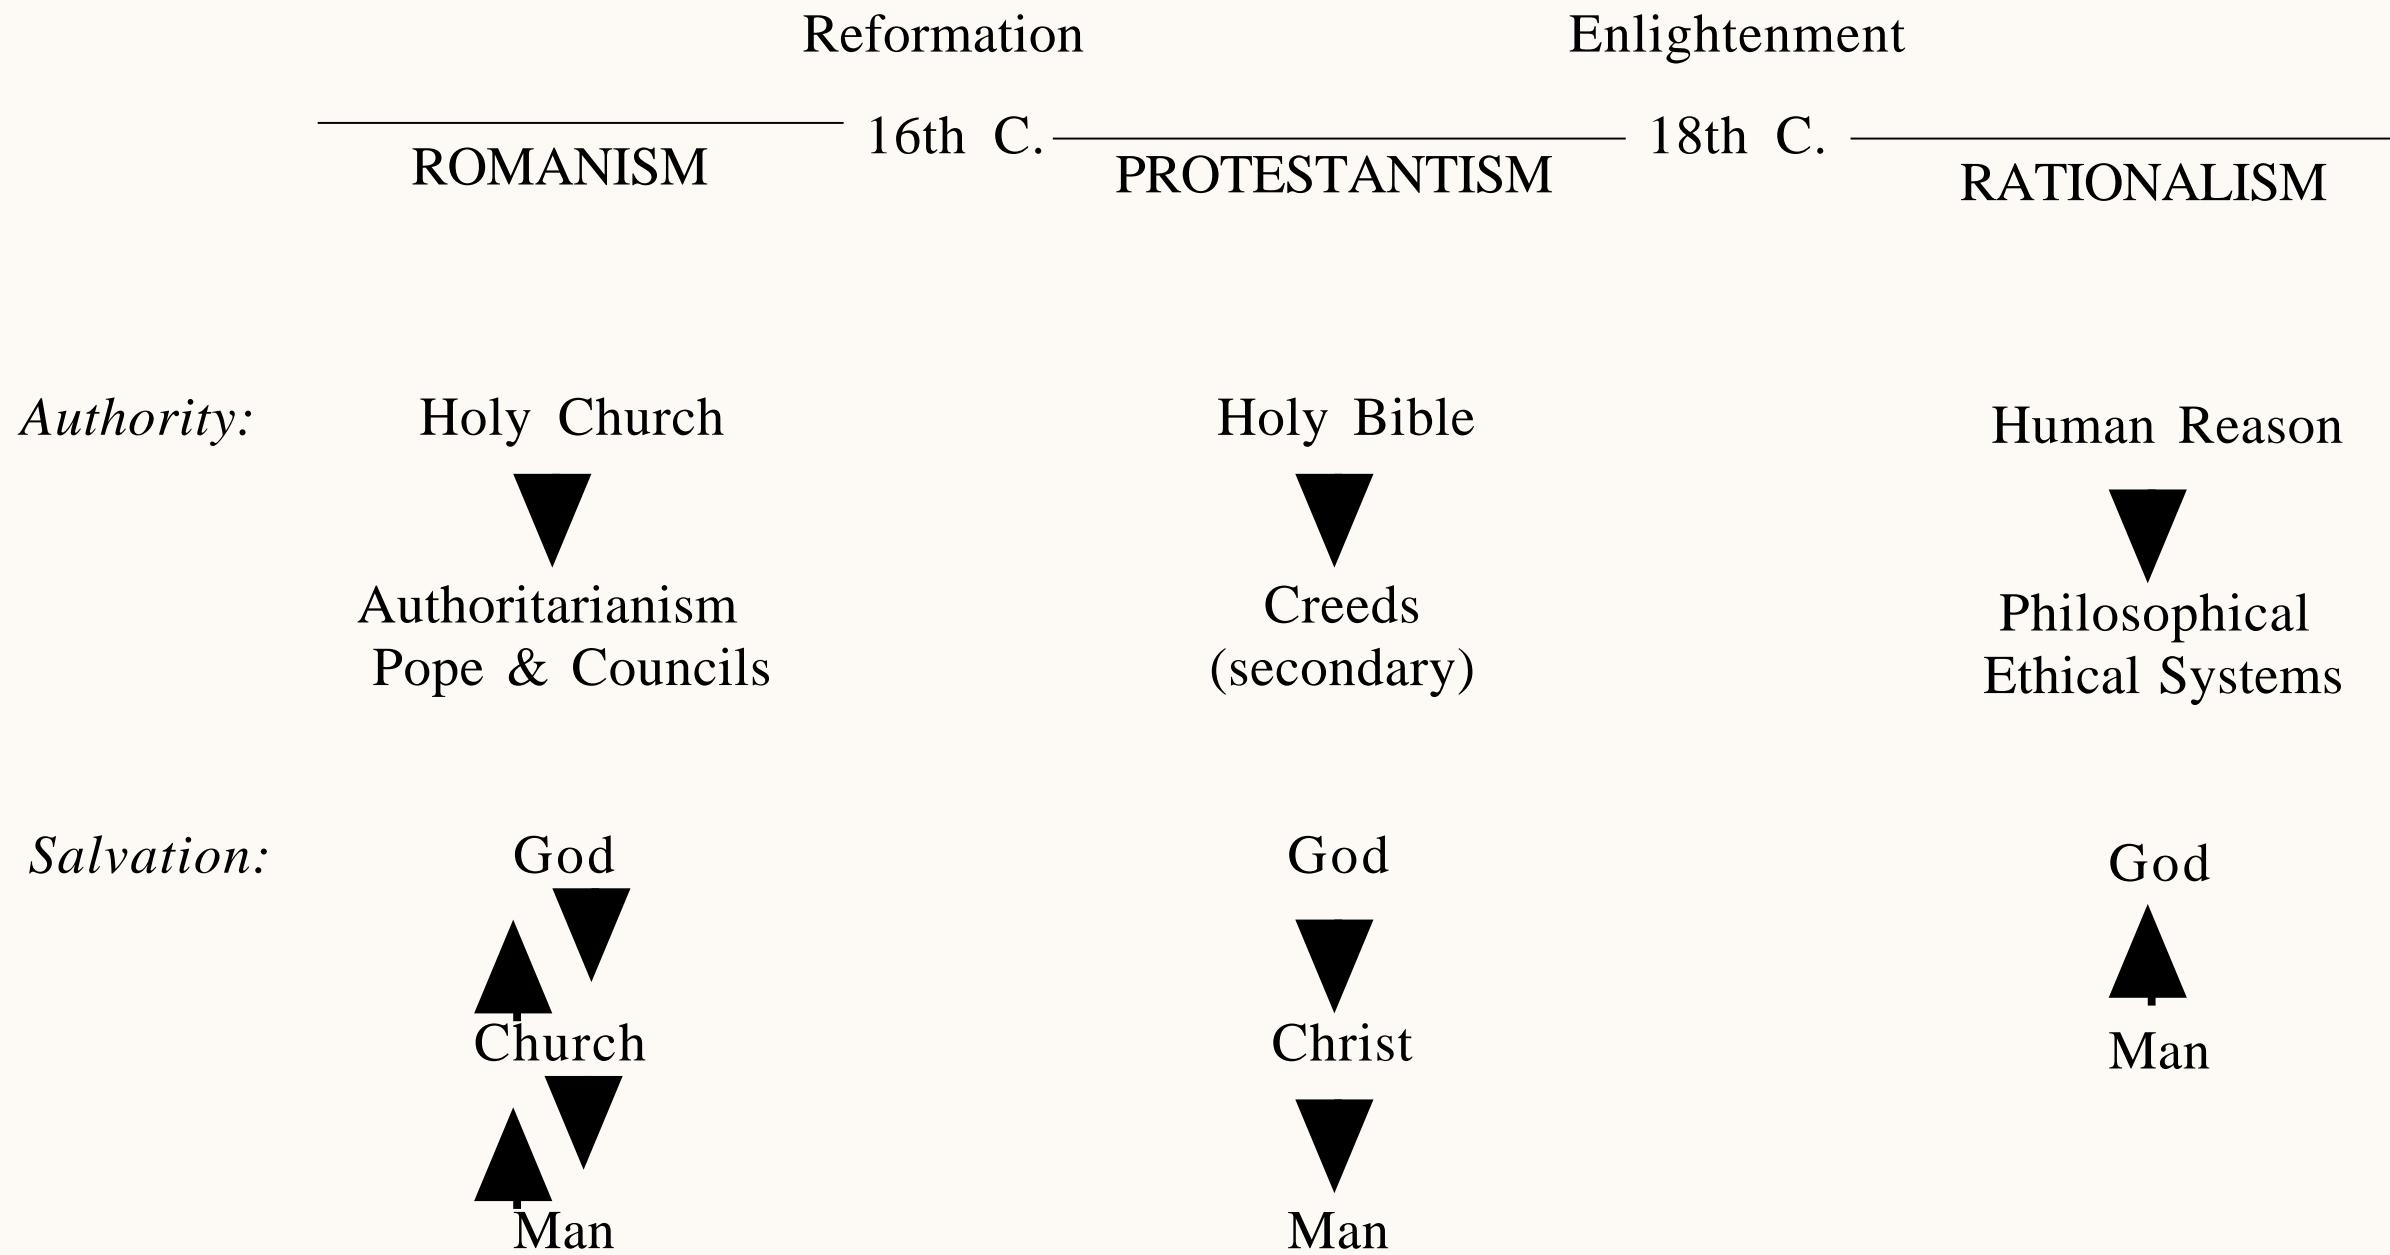 Reformation Enlightenment
16th C. 18th C.
ROMANISM PROTESTANTISM RATIONALISM
Authority: Holy Church Holy Bible Human Reason
Authoritarianism Creeds Philosophical
Pope & Councils (secondary) Ethical Systems
Salvation: God God God
Church Christ Man
Man Man